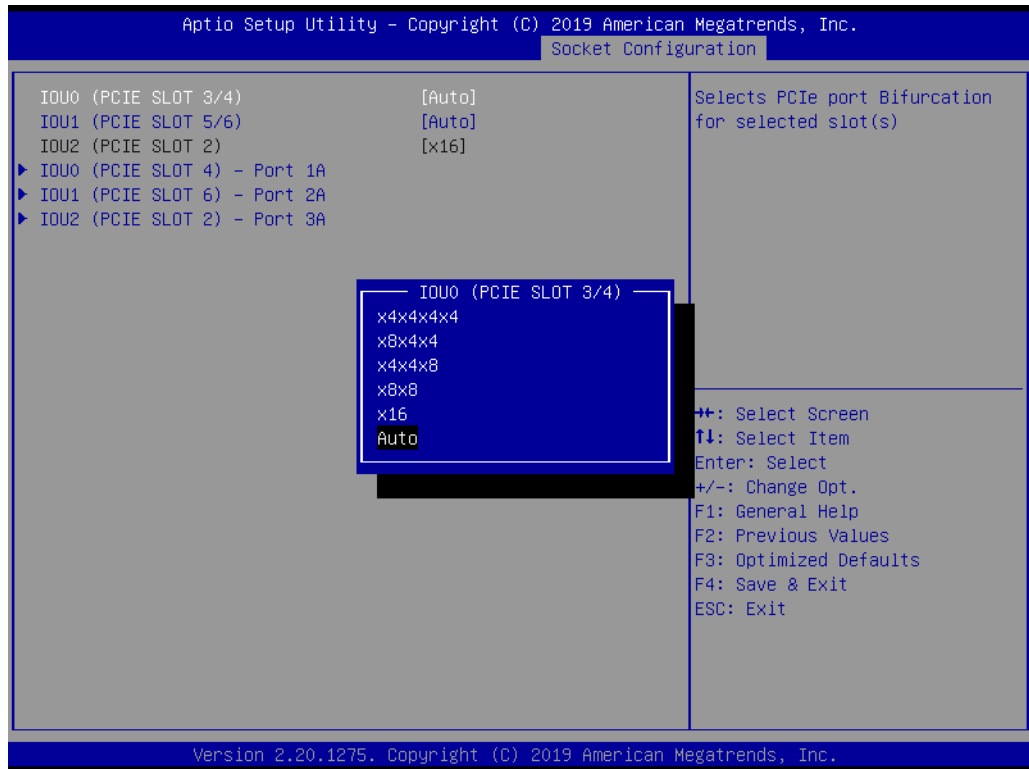 Aptio Setup Utility – Copyright (C) 2019 American Megatrends, Inc.
Socket Configuration
IOU0 (PCIE SLOT 3/4) [Auto]
IOU1 (PCIE SLOT 5/6) [Auto]
IOU2 (PCIE SLOT 2) [x16]
IOU0 (PCIE SLOT 4) – Port 1A
IOU1 (PCIE SLOT 6) – Port 2A
IOU2 (PCIE SLOT 2) – Port 3A
IOU0 (PCIE SLOT 3/4)
x4x4x4x4
x8x4x4
x4x4x8
x8x8
x16
Auto
Selects PCIe port Bifurcation
for selected slot(s)
→←: Select Screen
↑↓: Select Item
Enter: Select
+/-: Change Opt.
F1: General Help
F2: Previous Values
F3: Optimized Defaults
F4: Save & Exit
ESC: Exit
Version 2.20.1275. Copyright (C) 2019 American Megatrends, Inc.